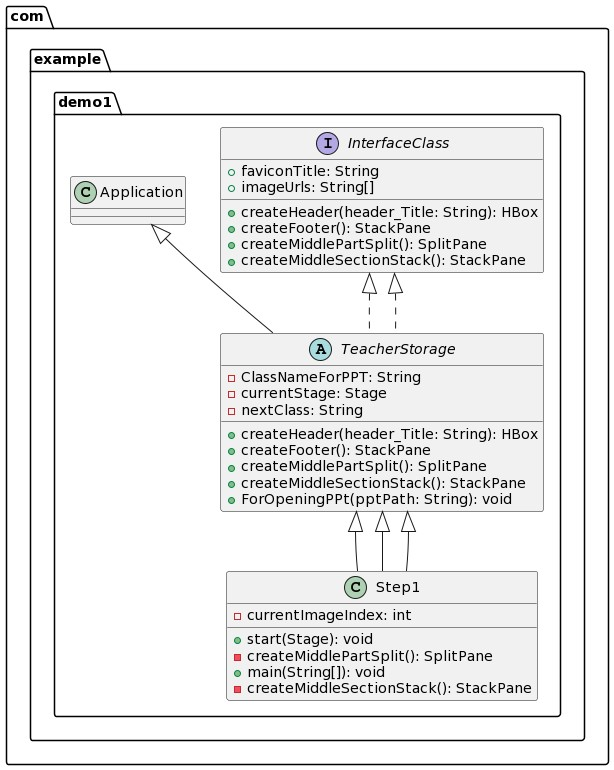 com
example
demo1
I InterfaceClass
faviconTitle: String
imageUrls: String[]
createHeader(header_Title: String): HBox
createFooter(): StackPane
createMiddlePartSplit(): SplitPane
createMiddleSectionStack(): StackPane
C Application
A TeacherStorage
ClassNameForPPT: String
currentStage: Stage
nextClass: String
createHeader(header_Title: String): HBox
createFooter(): StackPane
createMiddlePartSplit(): SplitPane
createMiddleSectionStack(): StackPane
ForOpeningPPt(pptPath: String): void
C Step1
currentImageIndex: int
start(Stage): void
createMiddlePartSplit(): SplitPane
main(String[]): void
createMiddleSectionStack(): StackPane